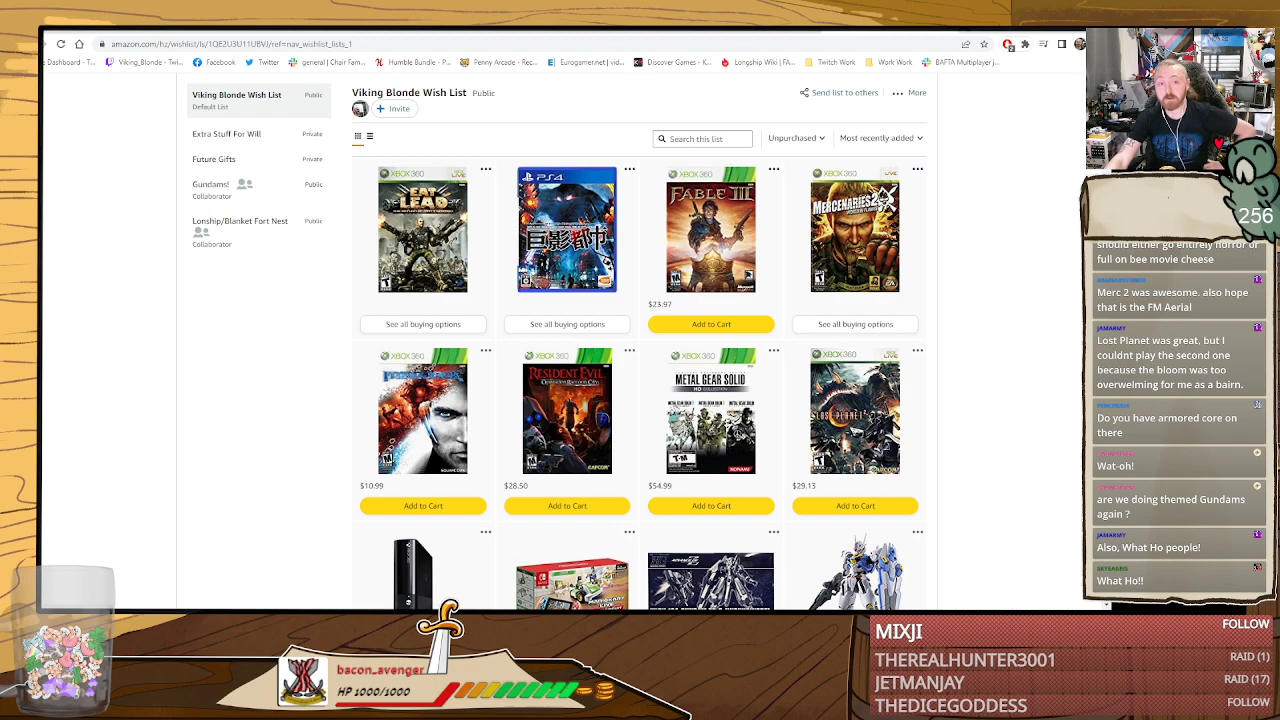 amazon.com/hz/wishlist/ls/1QE2U3U11UBVJ/ref=nav_wishlist_lists_1
Dashboard - T...
Viking_Blonde - Twi...
Facebook
Twitter
general | Chair Fam...
Humble Bundle - P...
Penny Arcade - Rec...
Eurogamer.net | vid...
Discover Games - K...
Longship Wiki | FA...
Twitch Work
Work Work
BAFTA Multiplayer j...
Viking Blonde Wish List
Public
Default List
Extra Stuff For Will
Private
Future Gifts
Private
Gundams!
Public
Collaborator
Lonship/Blanket Fort Nest
Public
Collaborator
Viking Blonde Wish List Public
Invite
Send list to others
More
Search this list
Unpurchased
Most recently added
XBOX 360 LIVE
EAT LEAD
PS4
巨影都市
XBOX 360
FABLE III
XBOX 360 LIVE
MERCENARIES 2
$23.97
See all buying options
See all buying options
Add to Cart
See all buying options
XBOX 360
XBOX 360
RESIDENT EVIL
OPERATION RACCOON CITY
CAPCOM
XBOX 360
METAL GEAR SOLID
HD COLLECTION
KONAMI
XBOX 360 LIVE
LOST PLANET 2
$10.99
$28.50
$54.99
$29.13
Add to Cart
Add to Cart
Add to Cart
Add to Cart
256
should either go entirely horror or
full on bee movie cheese
Merc 2 was awesome. also hope
that is the FM Aerial
JAMARMY
Lost Planet was great, but I
couldnt play the second one
because the bloom was too
overwelming for me as a bairn.
Do you have armored core on
there
Wat-oh!
are we doing themed Gundams
again ?
JAMARMY
Also, What Ho people!
What Ho!!
bacon_avenger
HP 1000/1000
MIXJI
FOLLOW
THEREALHUNTER3001
RAID (1)
JETMANJAY
RAID (17)
THEDICEGODDESS
FOLLOW